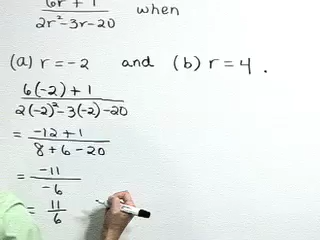 6r + 1 / 2r² - 3r - 20 when
(a) r = -2 and (b) r = 4 .
6(-2) + 1 / 2(-2)² - 3(-2) - 20
= -12 + 1 / 8 + 6 - 20
= -11 / -6
= 11 / 6